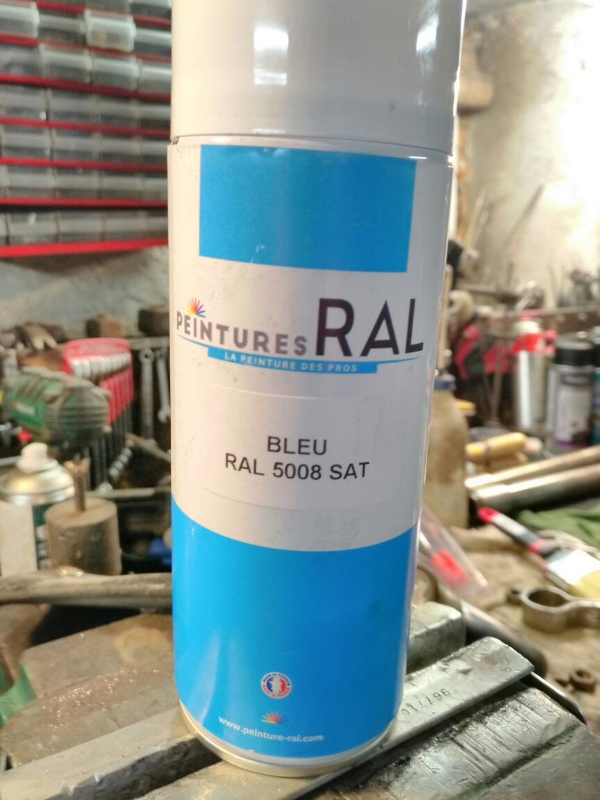 PEINTURES RAL
LA PEINTURE DES PROS
BLEU
RAL 5008 SAT
www.peinture-ral.com